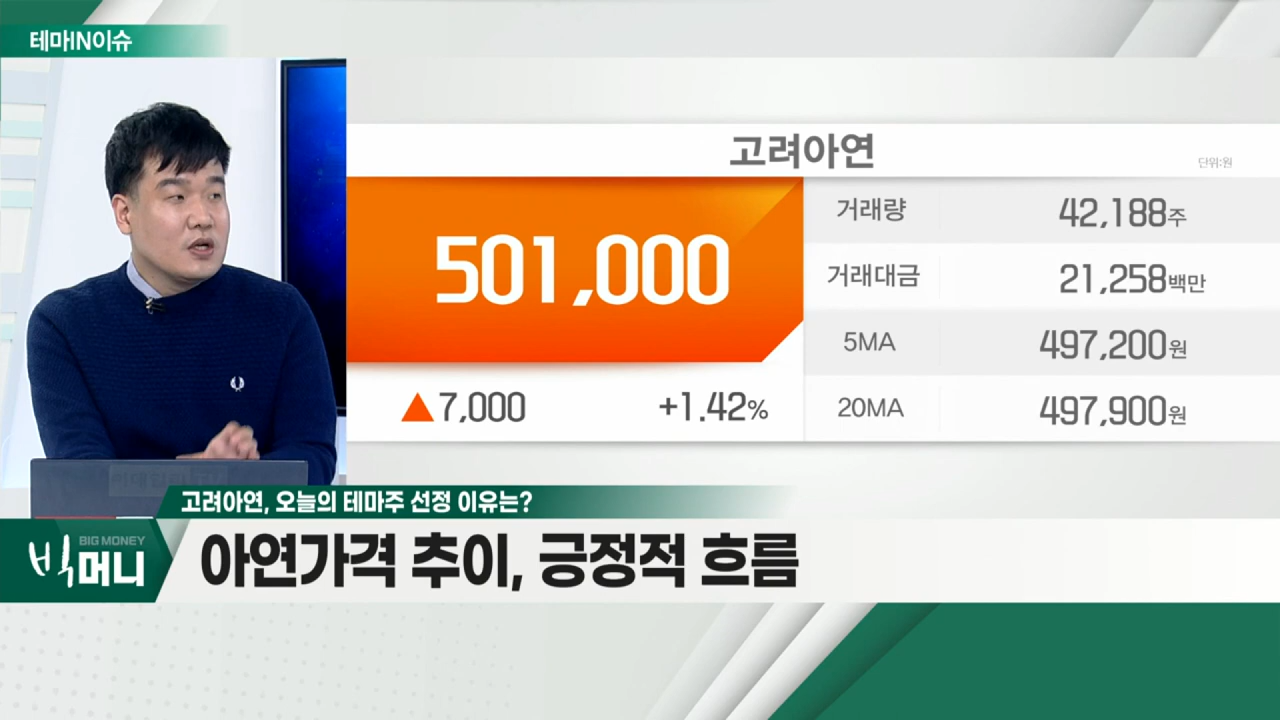 테마IN이슈
고려아연
단위:원
501,000
▲7,000 +1.42%
거래량 42,188주
거래대금 21,258백만
5MA 497,200원
20MA 497,900원
고려아연, 오늘의 테마주 선정 이유는?
BIG MONEY
빅머니
아연가격 추이, 긍정적 흐름